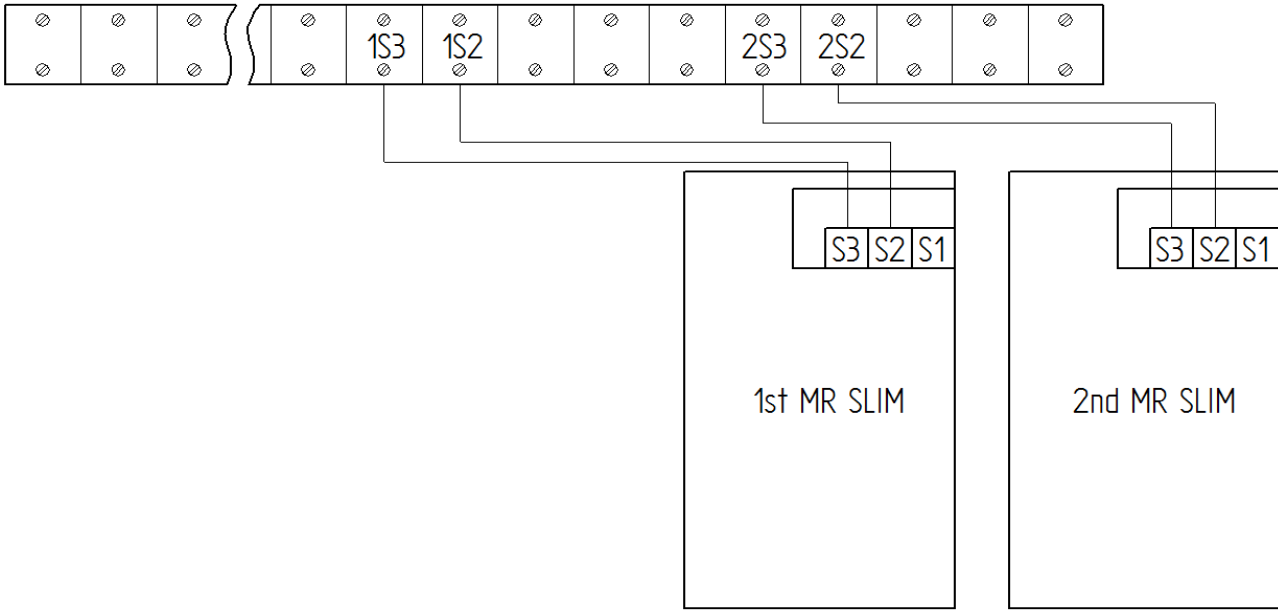 1S3 1S2 2S3 2S2
S3 S2 S1 S3 S2 S1
1st MR SLIM 2nd MR SLIM